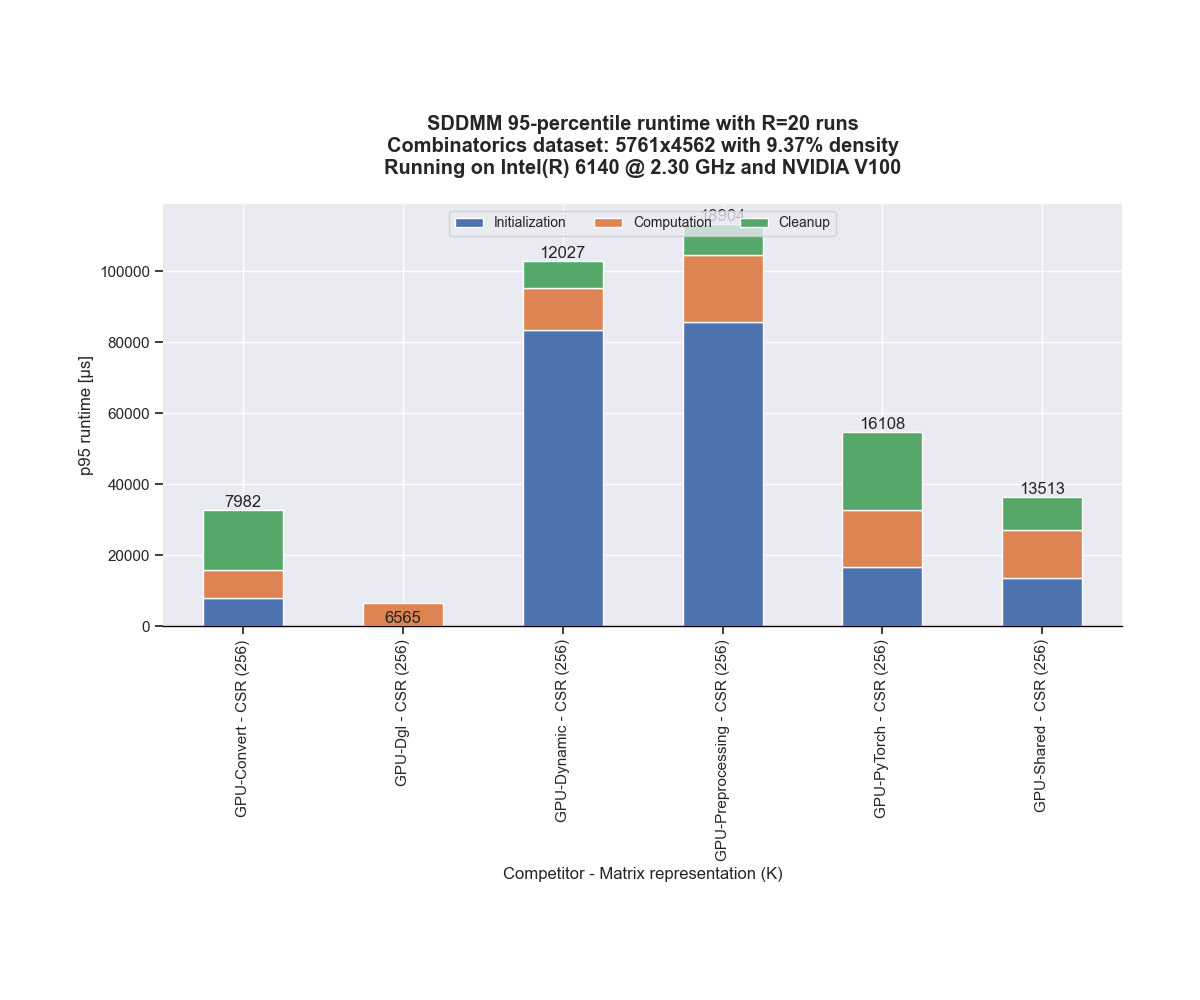 SDDMM 95-percentile runtime with R=20 runs
Combinatorics dataset: 5761x4562 with 9.37% density
Running on Intel(R) 6140 @ 2.30 GHz and NVIDIA V100
18904
Initialization
Computation
Cleanup
12027
100000
80000
60000
40000
20000
0
p95 runtime [µs]
16108
7982
13513
6565
GPU-Convert - CSR (256)
GPU-Dgl - CSR (256)
GPU-Dynamic - CSR (256)
GPU-Preprocessing - CSR (256)
GPU-PyTorch - CSR (256)
GPU-Shared - CSR (256)
Competitor - Matrix representation (K)